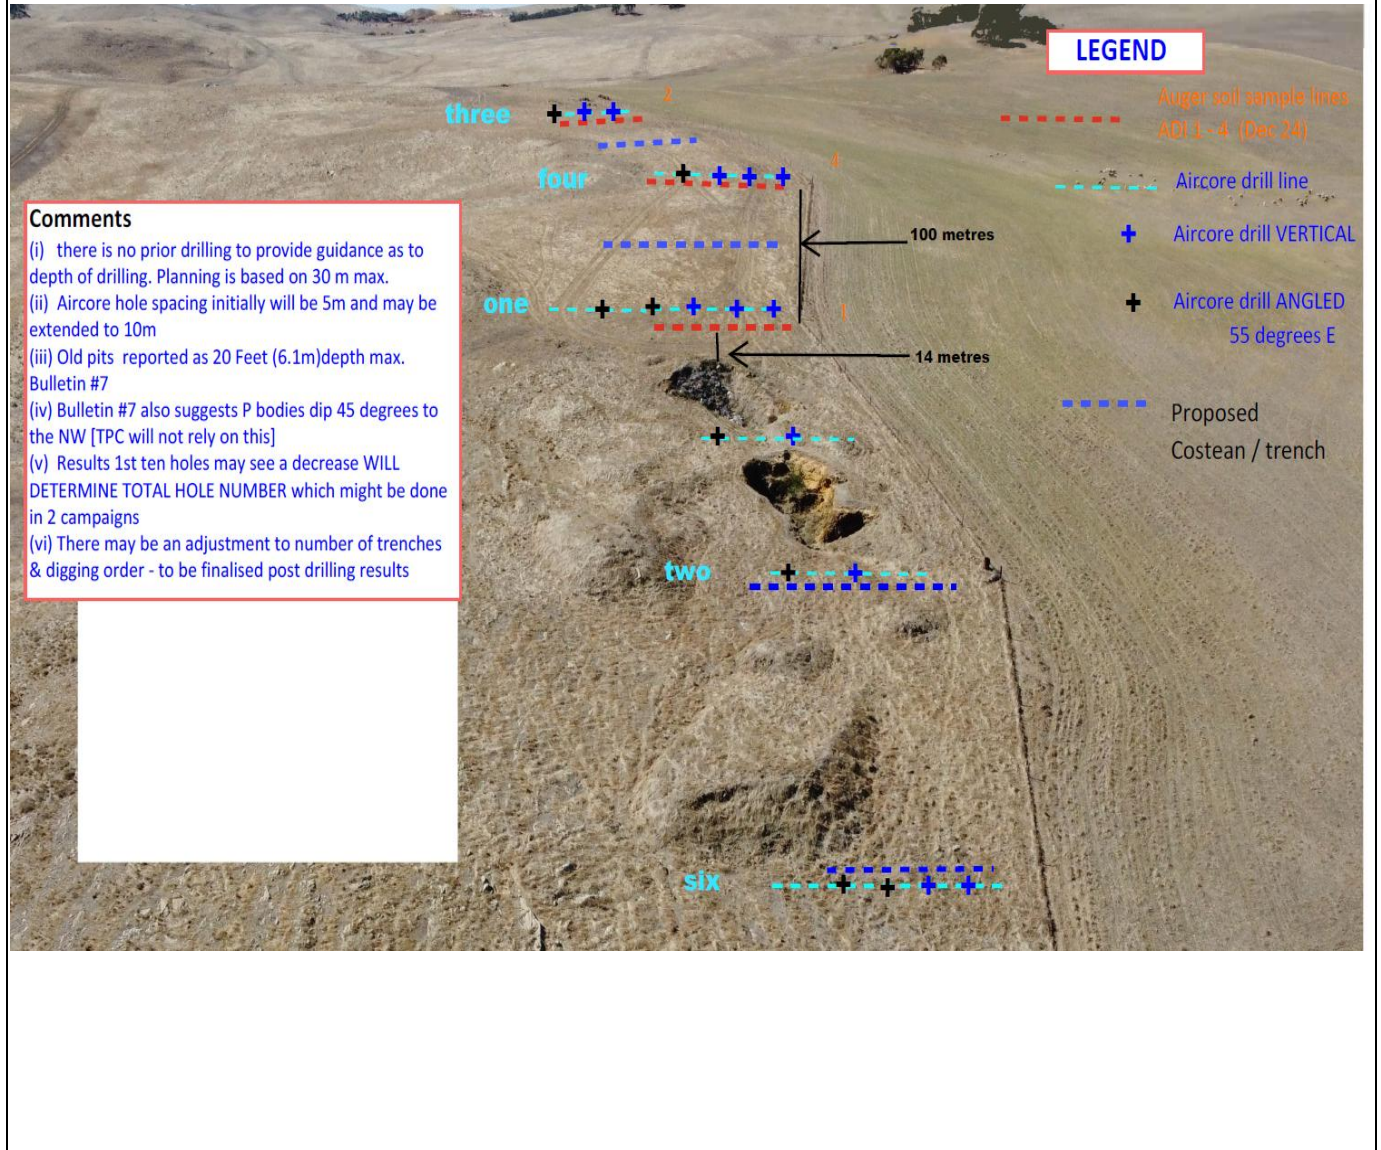 LEGEND
Auger soil sample lines
ADI 1 - 4 (Dec 24)
Aircore drill line
Aircore drill VERTICAL
Aircore drill ANGLED
55 degrees E
Proposed
Costean / trench
three
2
four
4
100 metres
one
1
14 metres
two
six
Comments
(i) there is no prior drilling to provide guidance as to
depth of drilling. Planning is based on 30 m max.
(ii) Aircore hole spacing initially will be 5m and may be
extended to 10m
(iii) Old pits reported as 20 Feet (6.1m)depth max.
Bulletin #7
(iv) Bulletin #7 also suggests P bodies dip 45 degrees to
the NW [TPC will not rely on this]
(v) Results 1st ten holes may see a decrease WILL
DETERMINE TOTAL HOLE NUMBER which might be done
in 2 campaigns
(vi) There may be an adjustment to number of trenches
& digging order - to be finalised post drilling results